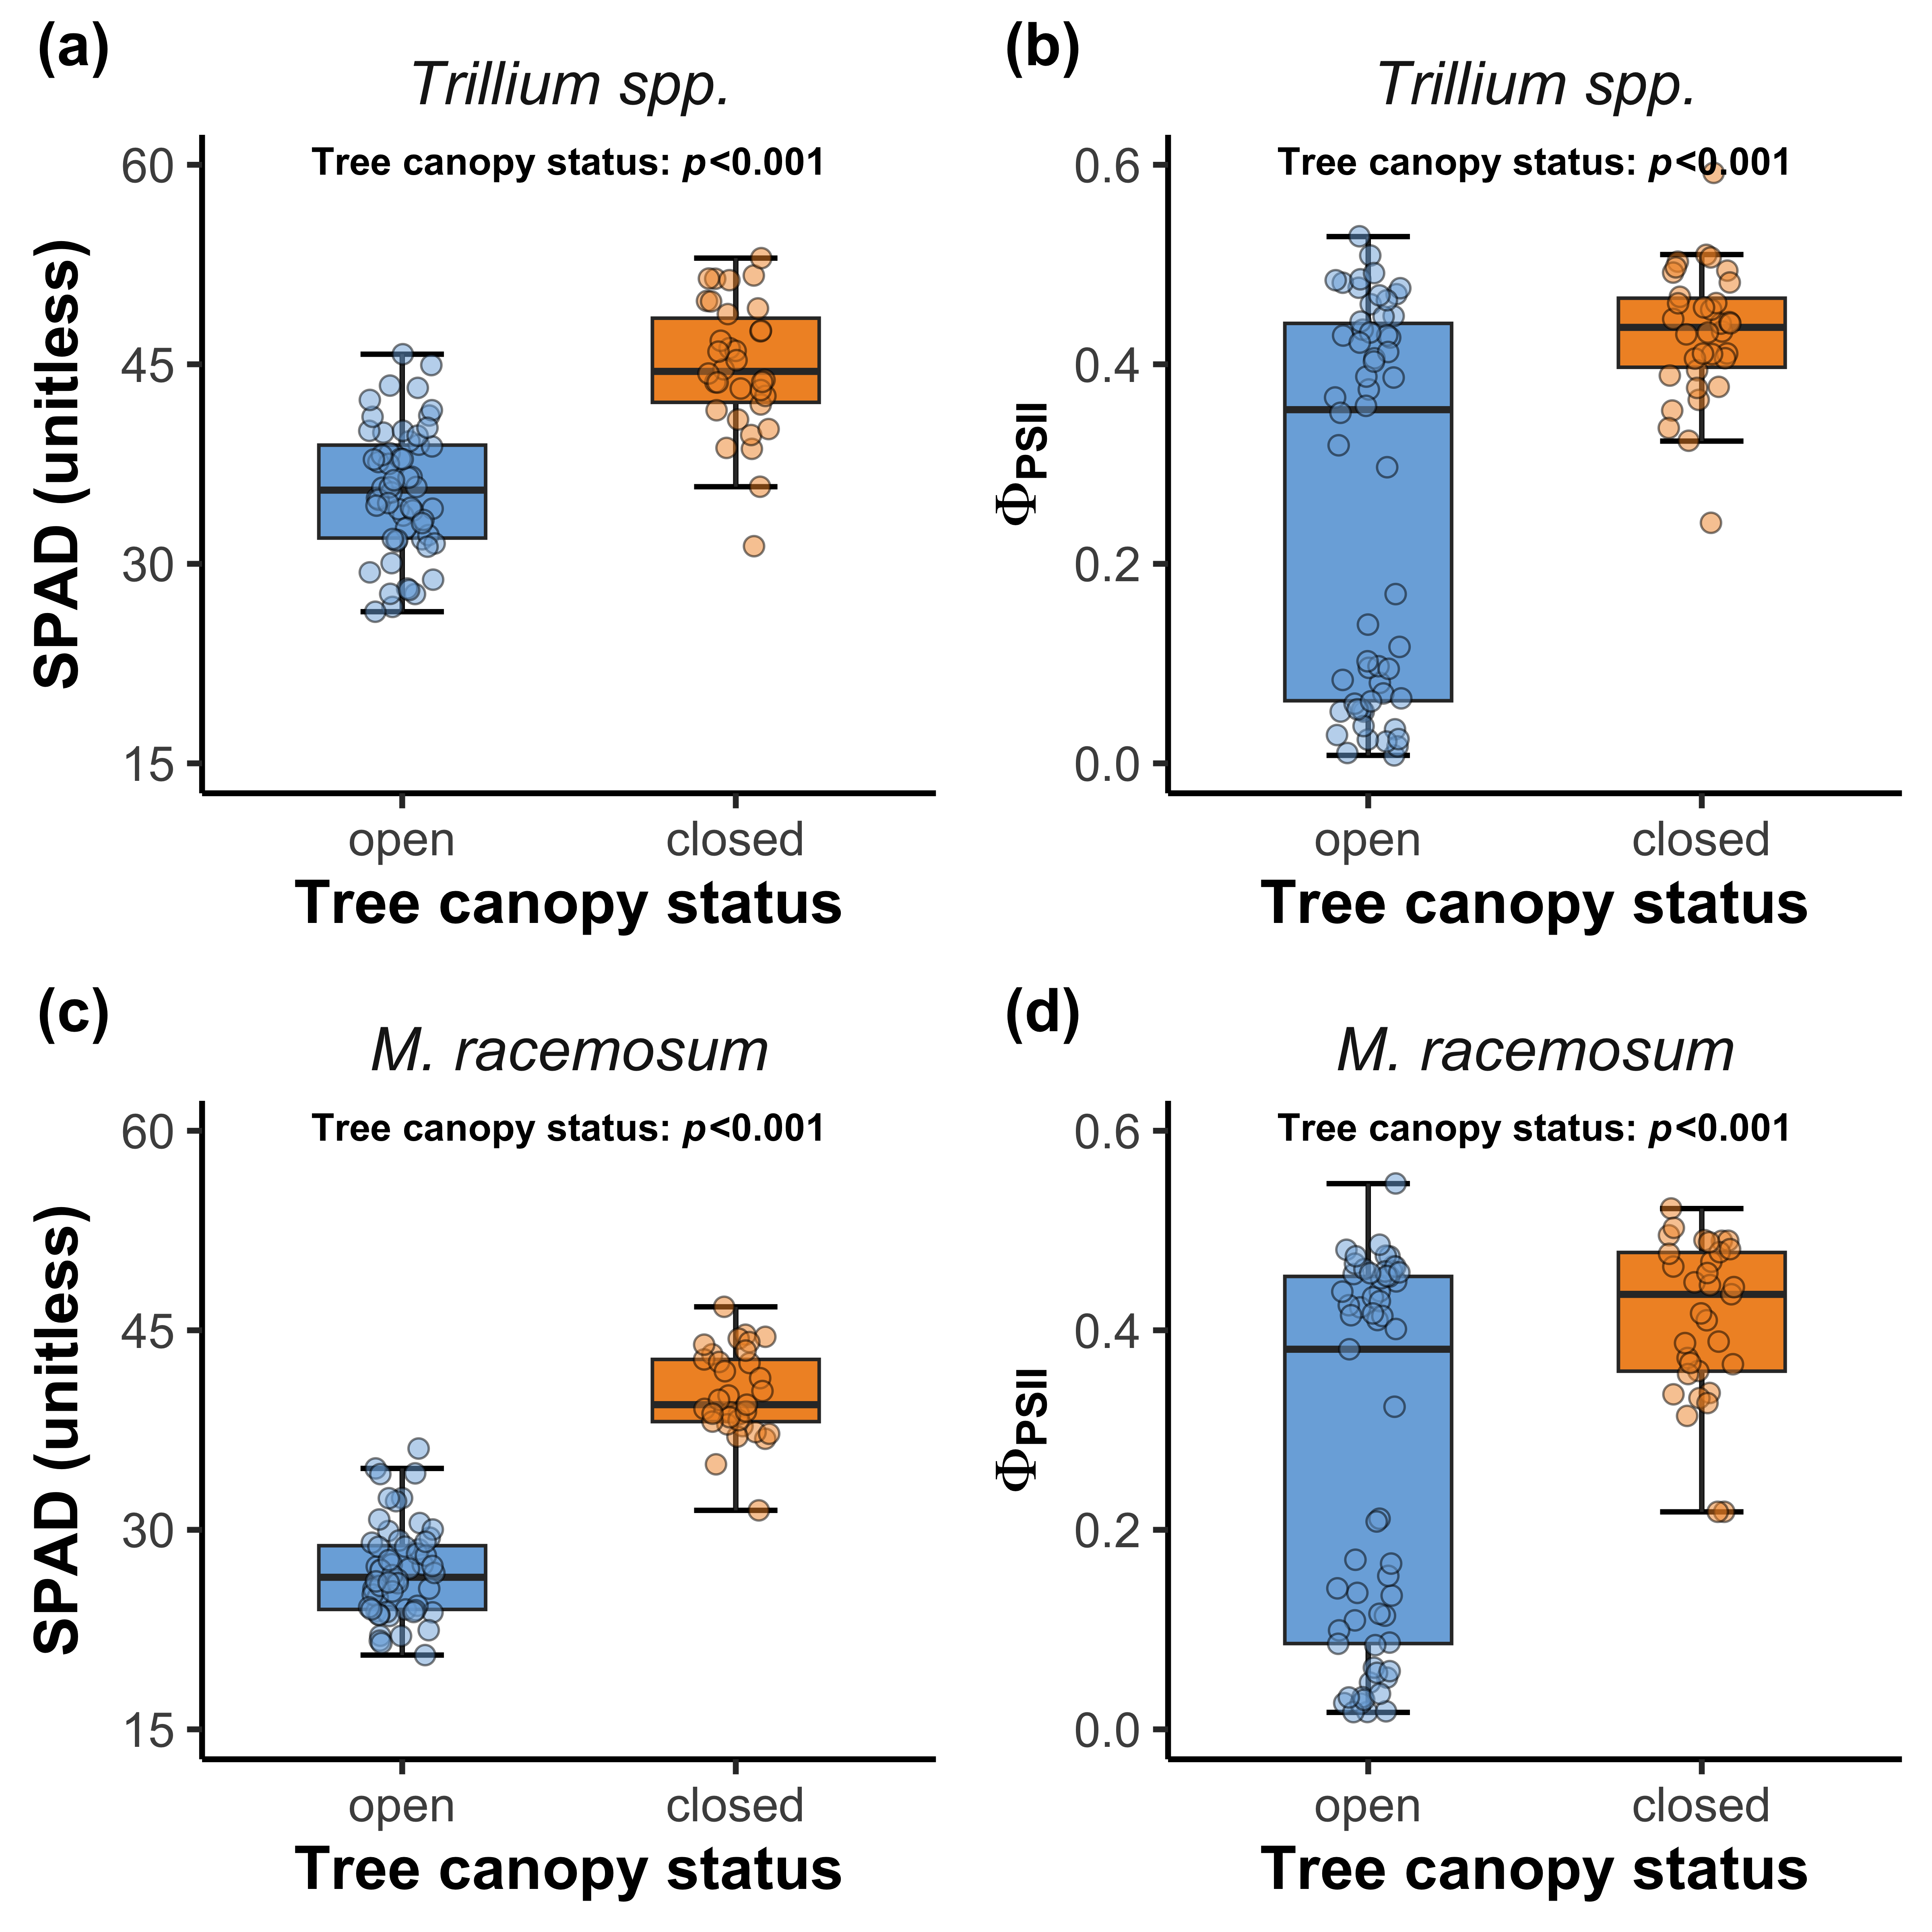 (a)
Trillium spp.
Tree canopy status: p<0.001
SPAD (unitless)
60
45
30
15
open closed
Tree canopy status
(b)
Trillium spp.
Tree canopy status: p<0.001
ΦPSII
0.6
0.4
0.2
0.0
open closed
Tree canopy status
(c)
M. racemosum
Tree canopy status: p<0.001
SPAD (unitless)
60
45
30
15
open closed
Tree canopy status
(d)
M. racemosum
Tree canopy status: p<0.001
ΦPSII
0.6
0.4
0.2
0.0
open closed
Tree canopy status